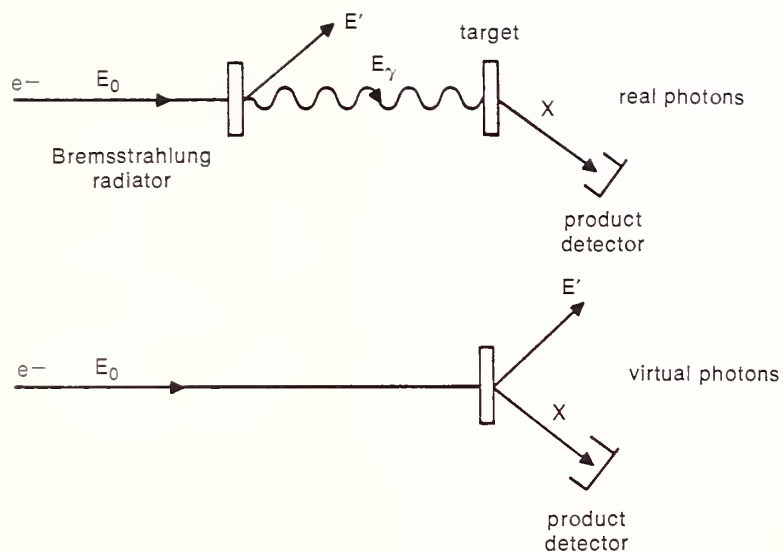 E'
target
e– E₀
Eγ
real photons
X
Bremsstrahlung
radiator
product
detector
E'
e– E₀
virtual photons
X
product
detector